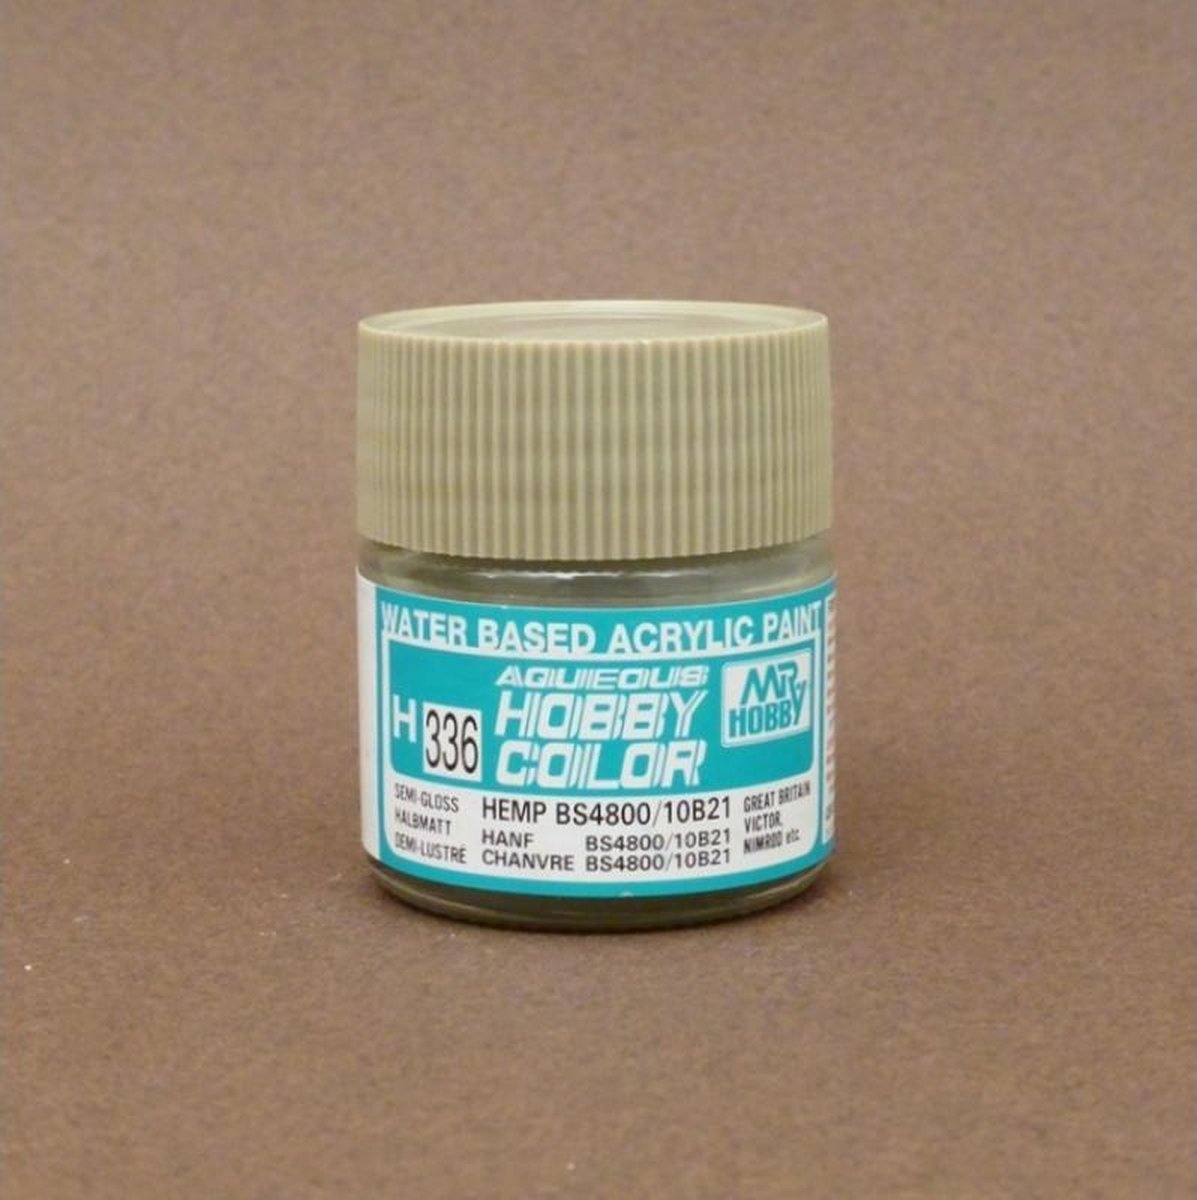 WATER BASED ACRYLIC PAINT
AQUEOUS
HOBBY
COLOR
H 336
MR
HOBBY
SEMI-GLOSS
HALBMATT
DEMI-LUSTRÉ
HEMP BS4800/10B21
HANF BS4800/10B21
CHANVRE BS4800/10B21
GREAT BRITAIN
VICTOR,
NIMROD etc.